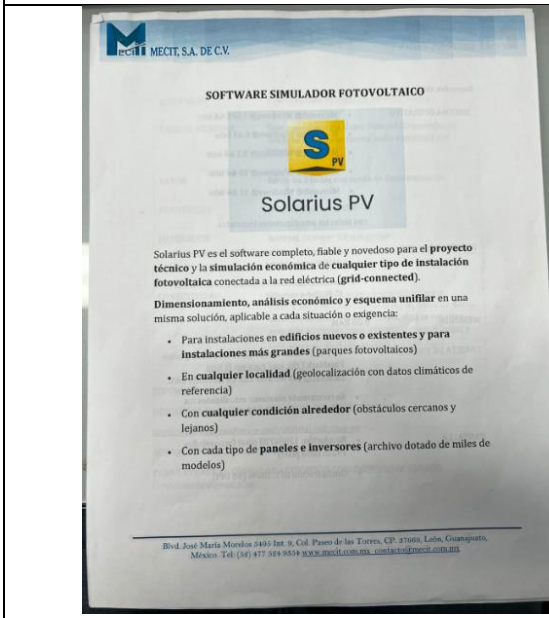 Mecit MECIT, S.A. DE C.V.
SOFTWARE SIMULADOR FOTOVOLTAICO
S
PV
Solarius PV
Solarius PV es el software completo, fiable y novedoso para el proyecto
técnico y la simulación económica de cualquier tipo de instalación
fotovoltaica conectada a la red eléctrica (grid-connected).
Dimensionamiento, análisis económico y esquema unifilar en una
misma solución, aplicable a cada situación o exigencia:
• Para instalaciones en edificios nuevos o existentes y para
instalaciones más grandes (parques fotovoltaicos)
• En cualquier localidad (geolocalización con datos climáticos de
referencia)
• Con cualquier condición alrededor (obstáculos cercanos y
lejanos)
• Con cada tipo de paneles e inversores (archivo dotado de miles de
modelos)
Blvd. José María Morelos Int. 9, Col. Paseo de las Torres, CP. León, Guanajuato,
México. Tel: 477 www.mecit.com.mx contacto@mecit.com.mx